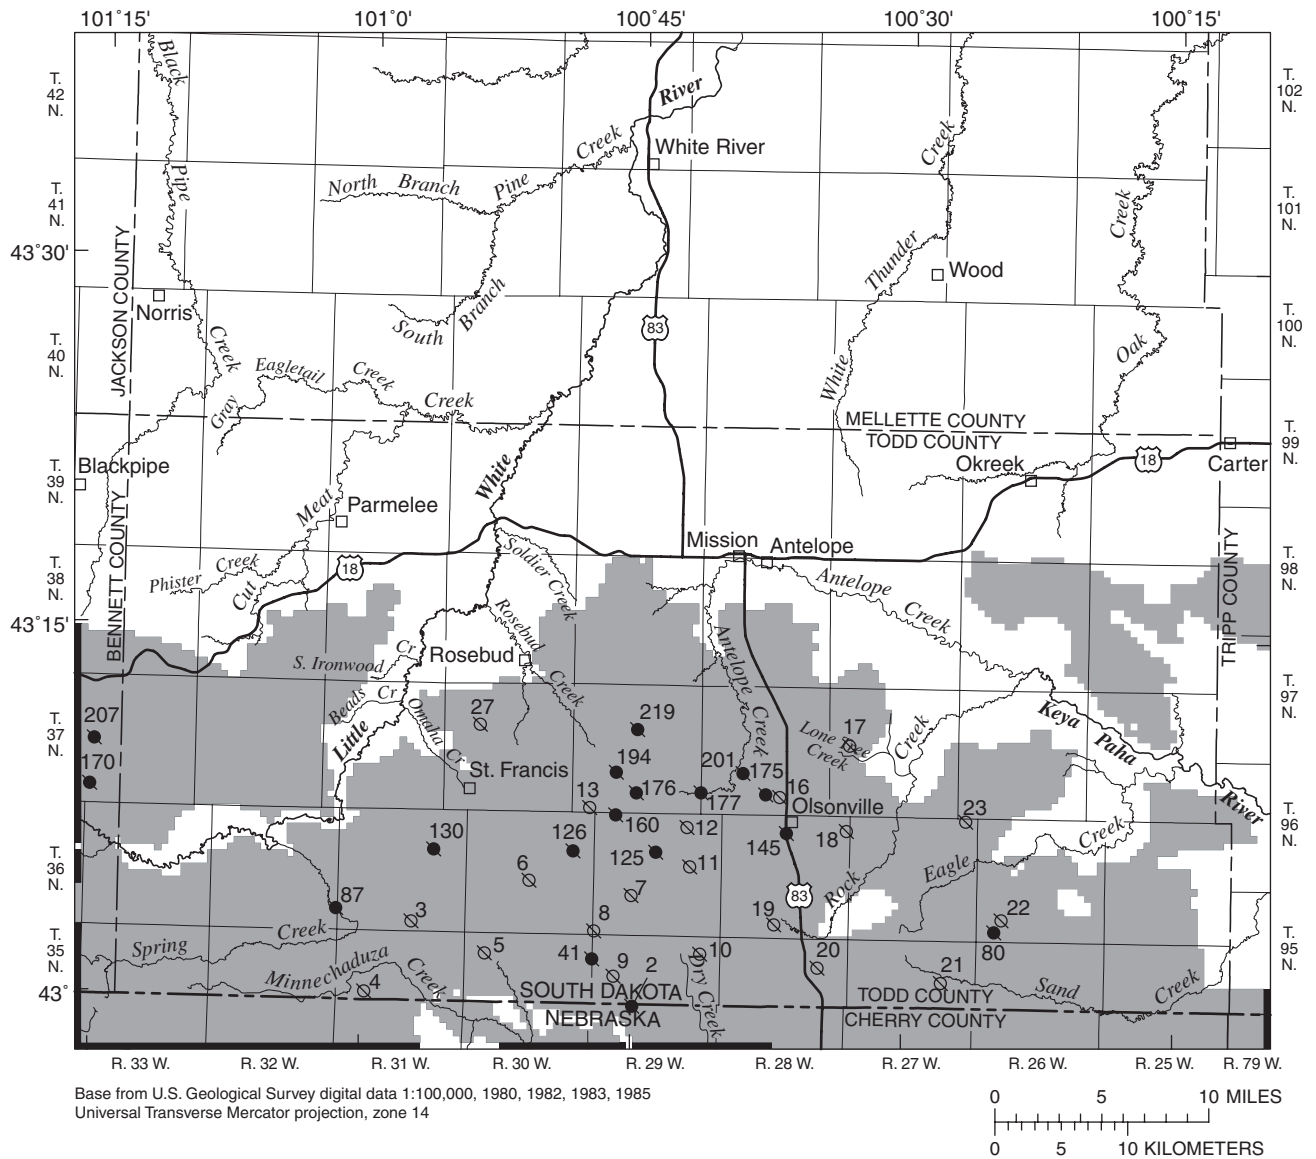 101°15'
101°0'
100°45'
100°30'
100°15'
T.
42
N.
T.
102
N.
Black
Pipe
Creek
River
White River
Creek
Pine
North Branch
T.
41
N.
T.
101
N.
Creek
Creek
43°30'
JACKSON COUNTY
Thunder
White
Wood
Norris
South
Branch
83
T.
40
N.
T.
100
N.
Oak
Gray
Eagletail
Creek
Creek
MELLETTE COUNTY
TODD COUNTY
T.
99
N.
Okreek
18
Carter
Blackpipe
T.
39
N.
BENNETT COUNTY
White
Meat
Parmelee
Mission
Antelope
T.
38
N.
T.
98
N.
Phister
Creek
Cut
18
Soldier Creek
Antelope
Creek
TRIPP COUNTY
43°15'
Rosebud
Creek
Rosebud
S. Ironwood
Cr
Beads
Cr
Omaha Cr
Little
Antelope
Creek
T.
97
N.
Keya
Paha
River
T.
37
N.
207
27
219
17
Lone Tree
Creek
Creek
170
St. Francis
194
201
175
176
177
16
13
Olsonville
160
12
23
T.
96
N.
130
126
125
145
18
Creek
T.
36
N.
6
11
Eagle
7
83
Rock
87
3
8
19
22
Creek
Spring
80
T.
35
N.
T.
95
N.
5
41
10
20
9
2
21
Minnechaduza
Creek
4
Dry Creek
Sand
Creek
43°
SOUTH DAKOTA
NEBRASKA
TODD COUNTY
CHERRY COUNTY
R. 33 W.
R. 32 W.
R. 30 W.
R. 29 W.
R. 28 W.
R. 27 W.
R. 26 W.
R. 25 W.
R. 79 W.
Base from U.S. Geological Survey digital data 1:100,000, 1980, 1982, 1983, 1985
Universal Transverse Mercator projection, zone 14
0 5 10 MILES
0 5 10 KILOMETERS